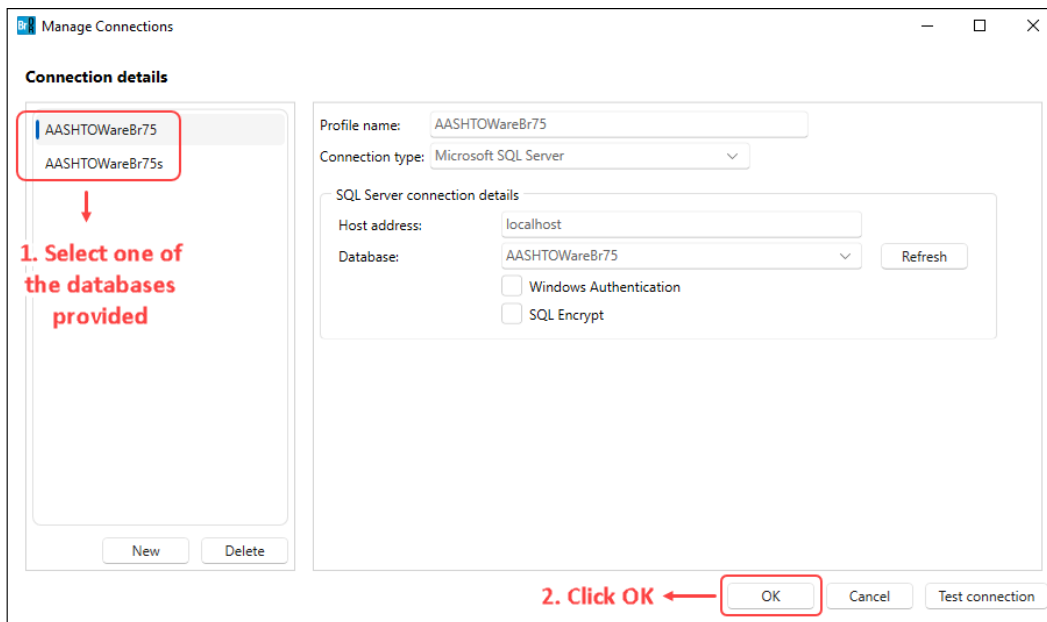 Br DR Manage Connections
Connection details
AASHTOWareBr75
AASHTOWareBr75s
1. Select one of
the databases
provided
New Delete
Profile name: AASHTOWareBr75
Connection type: Microsoft SQL Server
SQL Server connection details
Host address: localhost
Database: AASHTOWareBr75 Refresh
Windows Authentication
SQL Encrypt
2. Click OK OK Cancel Test connection